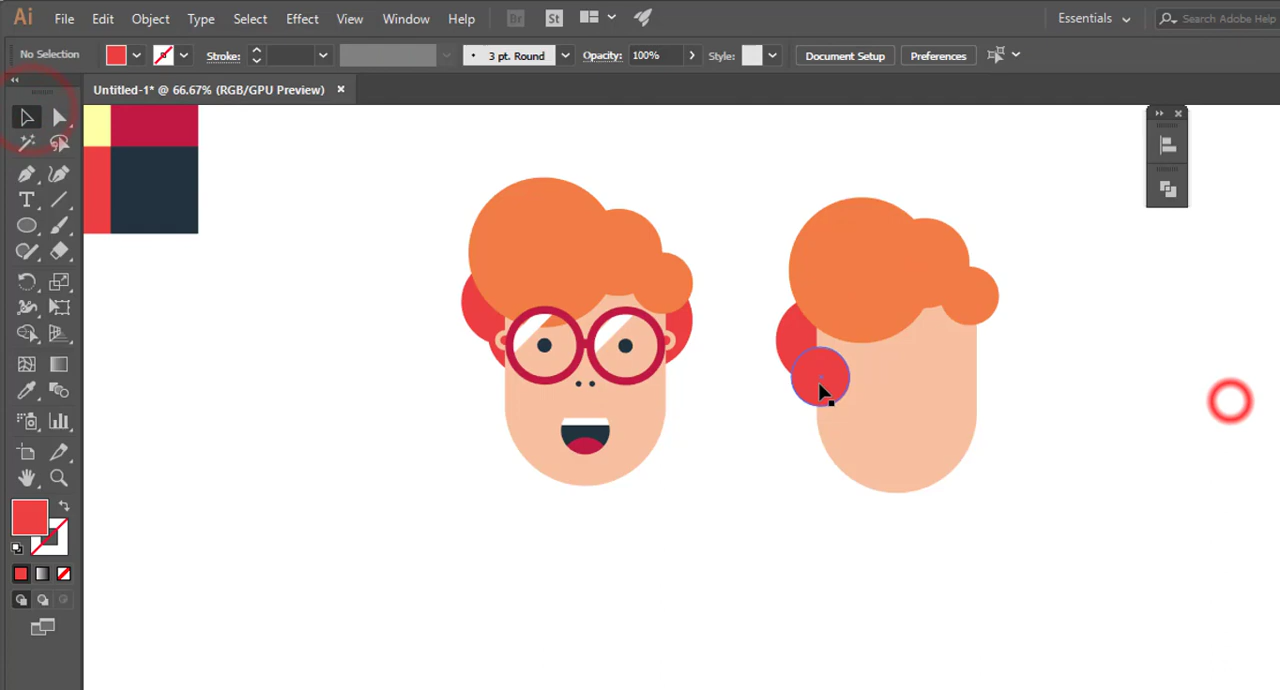 Ai File Edit Object Type Select Effect View Window Help Br St Essentials Search Adobe Help
No Selection Stroke: 3 pt. Round Opacity: 100% Style: Document Setup Preferences
Untitled-1* @ 66.67% (RGB/GPU Preview)